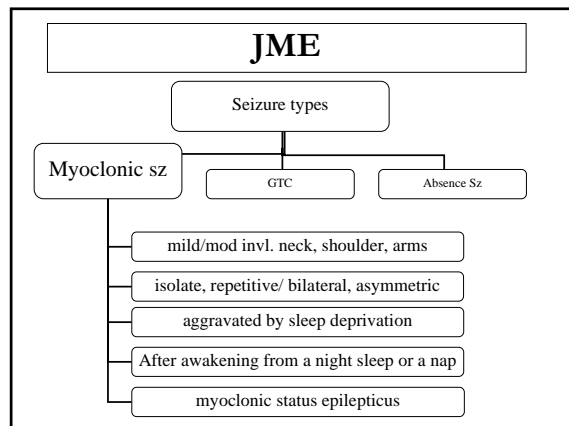 JME
Seizure types
Myoclonic sz
GTC
Absence Sz
mild/mod invl. neck, shoulder, arms
isolate, repetitive/ bilateral, asymmetric
aggravated by sleep deprivation
After awakening from a night sleep or a nap
myoclonic status epilepticus